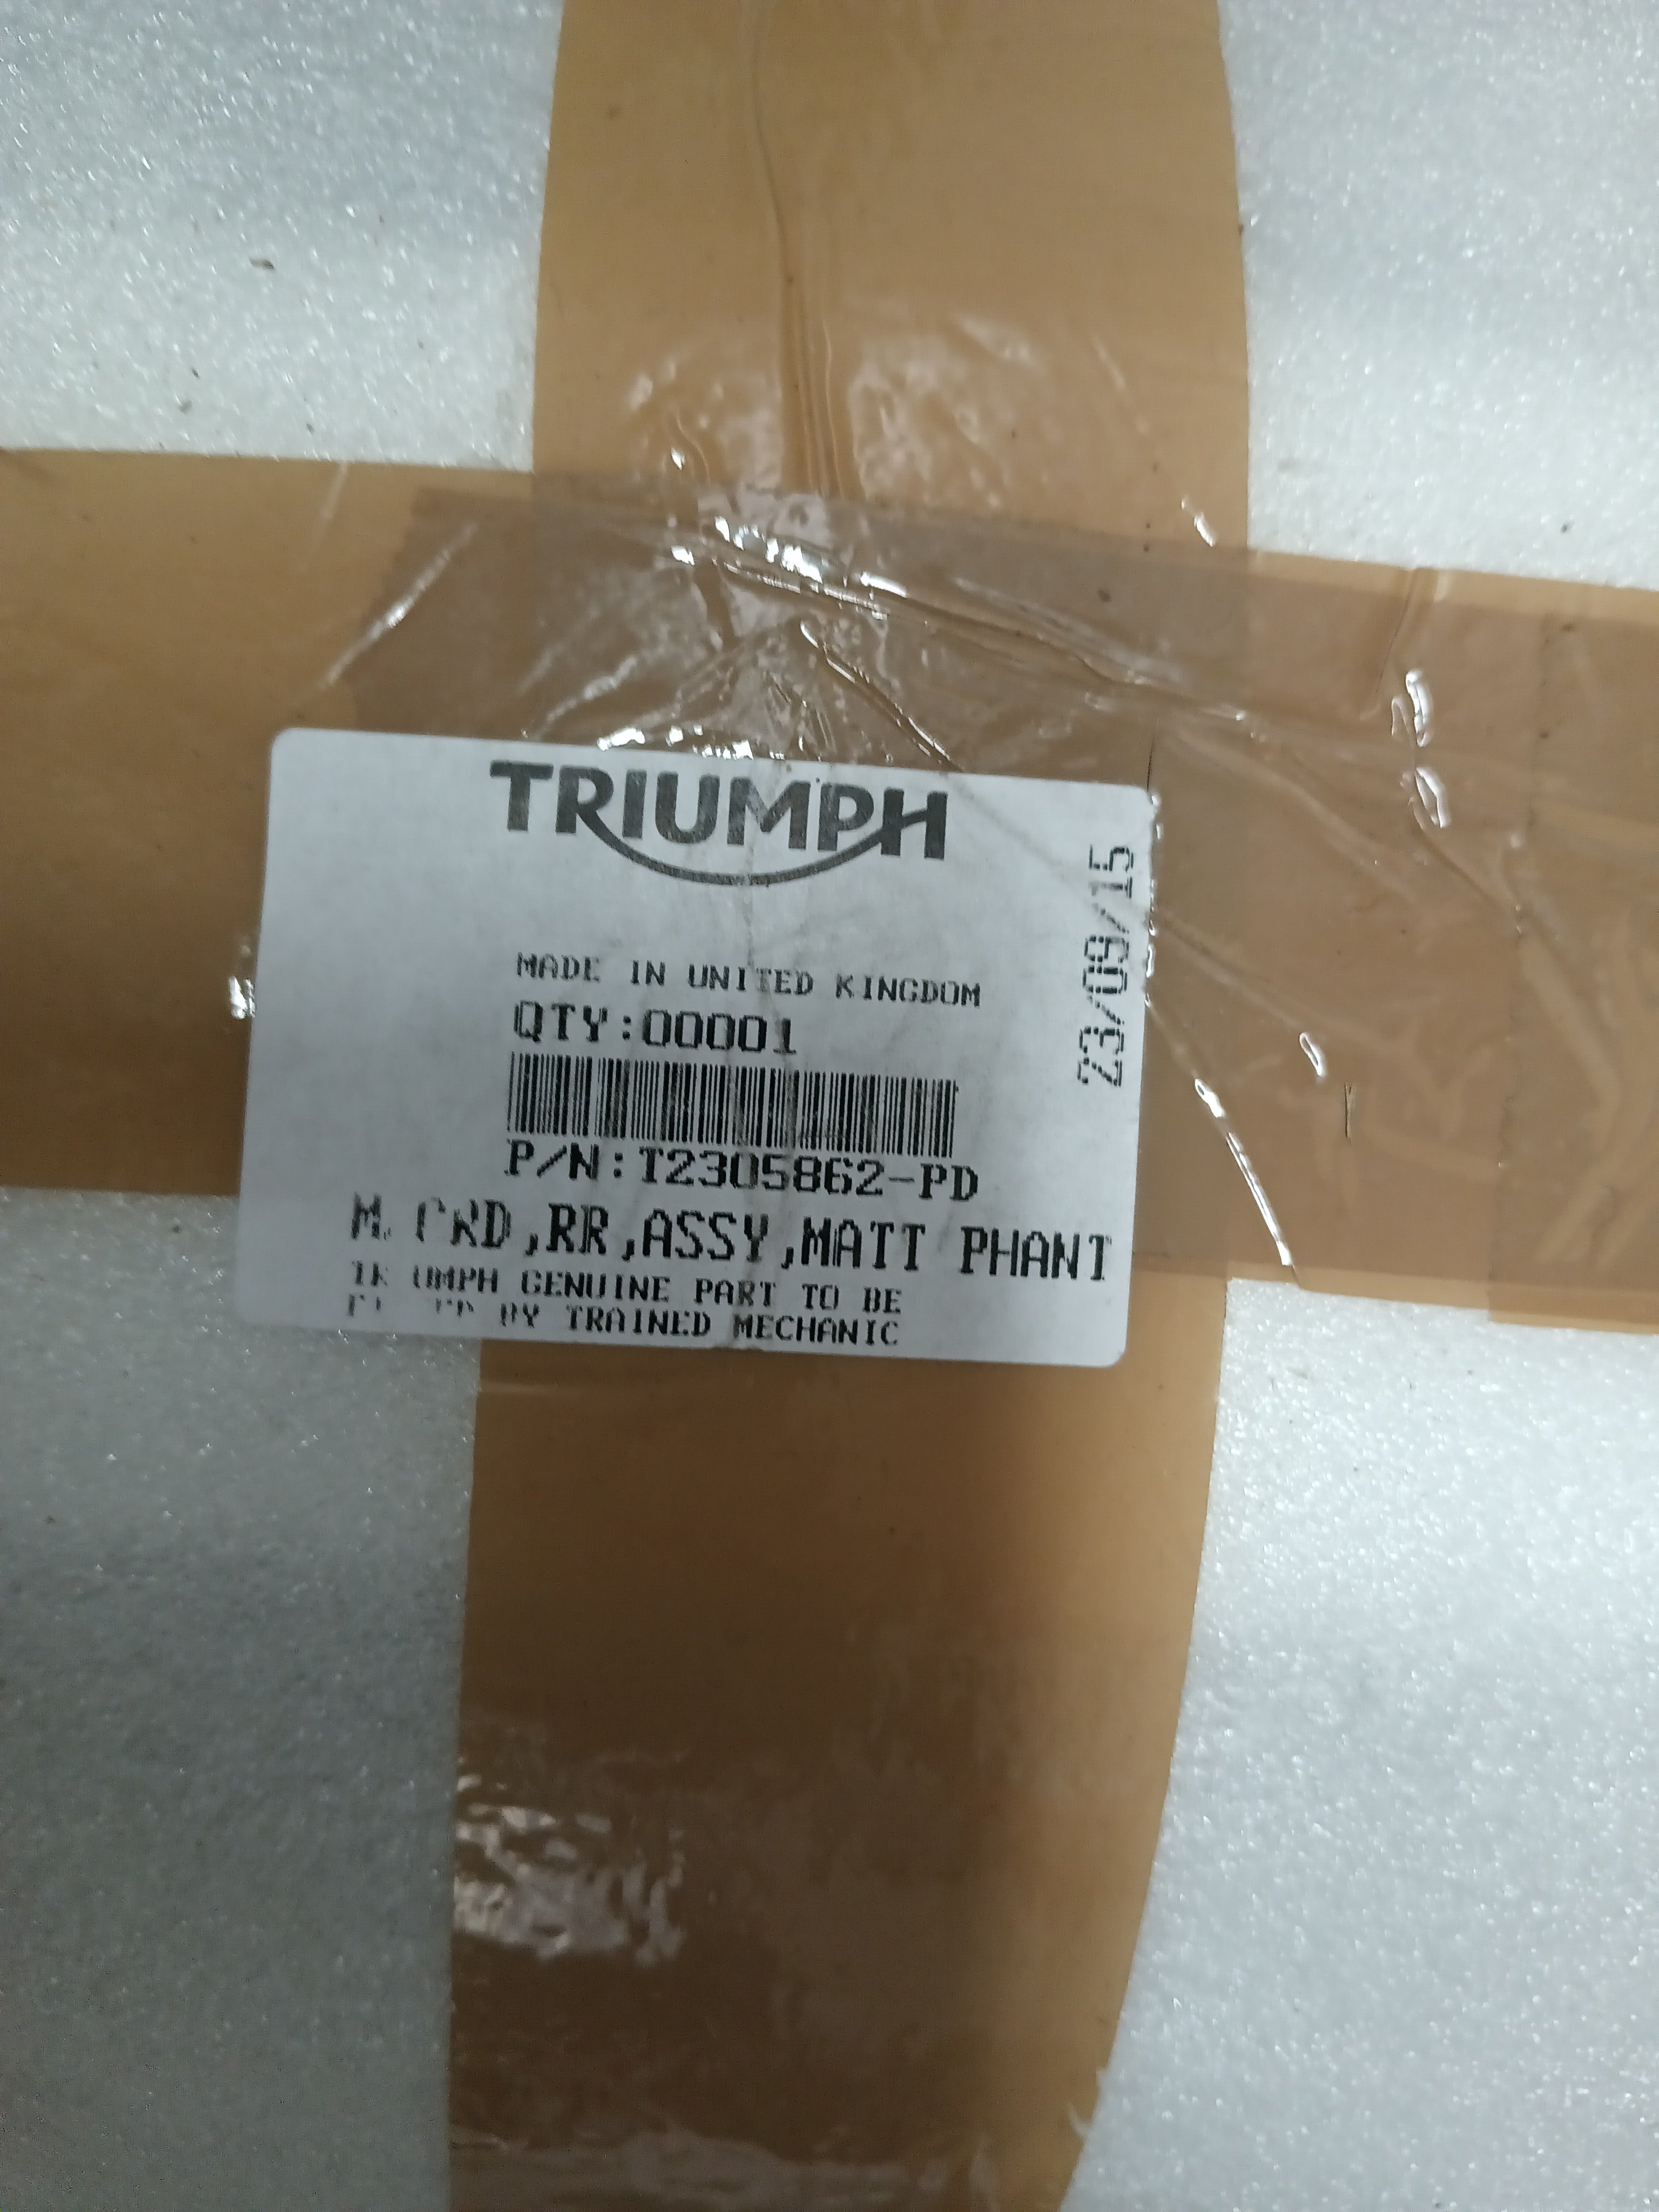 TRIUMPH
MADE IN UNITED KINGDOM
QTY:00001
P/N:T2305862-PD
,RR,ASSY,MATT PHANT
GENUINE PART TO BE
BY TRAINED MECHANIC
23/09/15